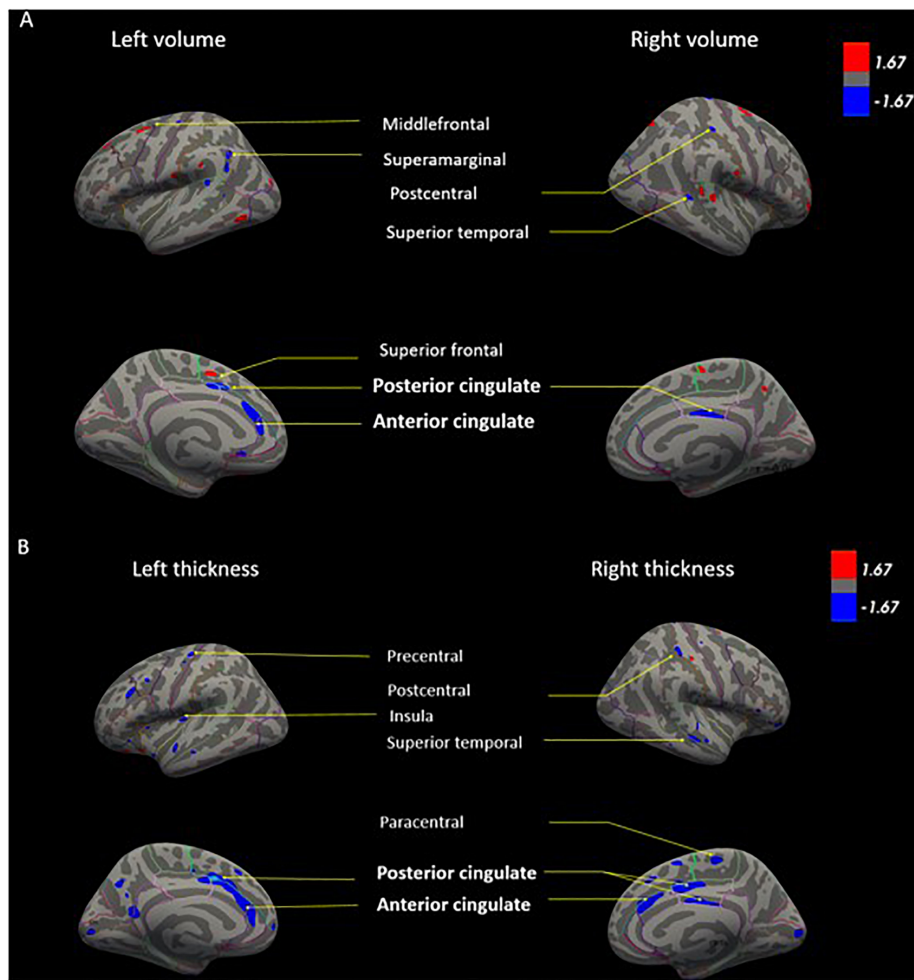 A
Left volume
Right volume
1.67
-1.67
Middlefrontal
Superamarginal
Postcentral
Superior temporal
Superior frontal
Posterior cingulate
Anterior cingulate
B
Left thickness
Right thickness
1.67
-1.67
Precentral
Postcentral
Insula
Superior temporal
Paracentral
Posterior cingulate
Anterior cingulate